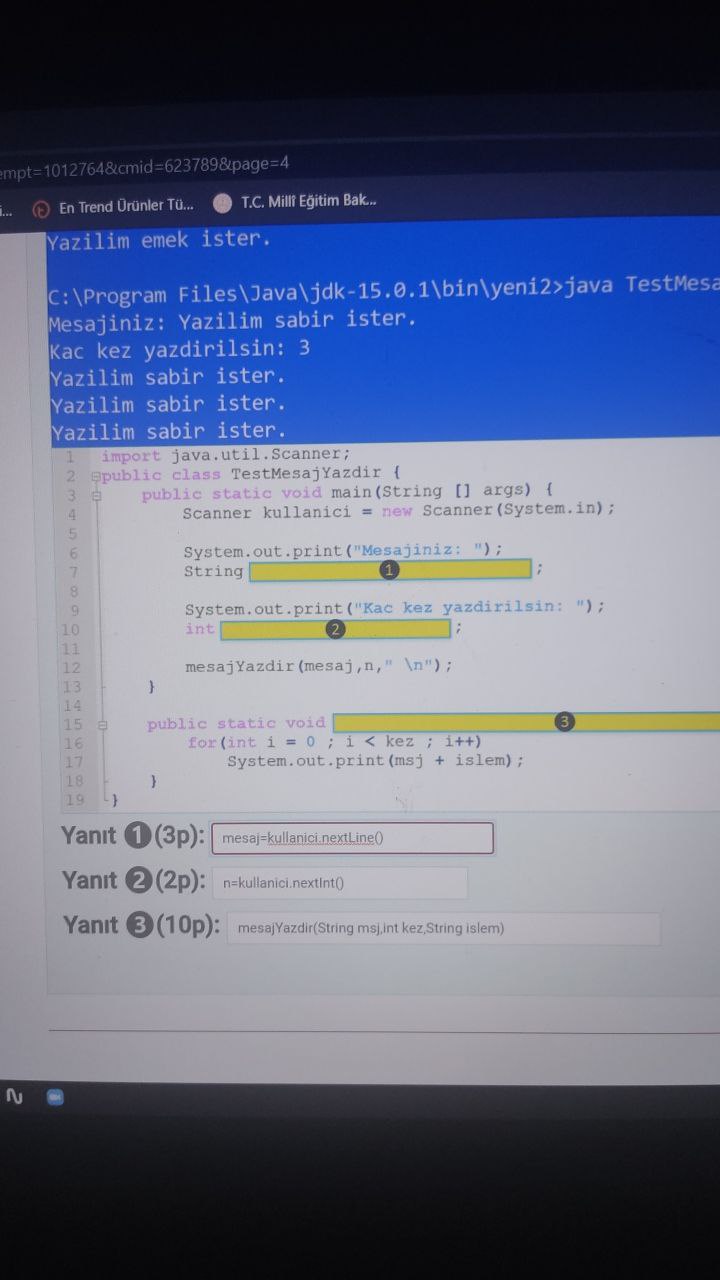 empt=1012764&cmid=623789&page=4
i... En Trend Ürünler Tü... T.C. Millî Eğitim Bak...
Yazilim emek ister.
C:\Program Files\Java\jdk-15.0.1\bin\yeni2>java TestMesa
Mesajiniz: Yazilim sabir ister.
Kac kez yazdirilsin: 3
Yazilim sabir ister.
Yazilim sabir ister.
Yazilim sabir ister.
1 import java.util.Scanner;
2 public class TestMesajYazdir {
3 public static void main(String [] args) {
4 Scanner kullanici = new Scanner(System.in);
5
6 System.out.print("Mesajiniz: ");
7 String 1 ;
8
9 System.out.print("Kac kez yazdirilsin: ");
10 int 2 ;
11
12 mesajYazdir(mesaj,n," \n");
13 }
14
15 public static void 3
16 for(int i = 0 ; i < kez ; i++)
17 System.out.print(msj + islem);
18 }
19 }
Yanıt 1 (3p): mesaj=kullanici.nextLine()
Yanıt 2 (2p): n=kullanici.nextInt()
Yanıt 3 (10p): mesajYazdir(String msj,int kez,String islem)